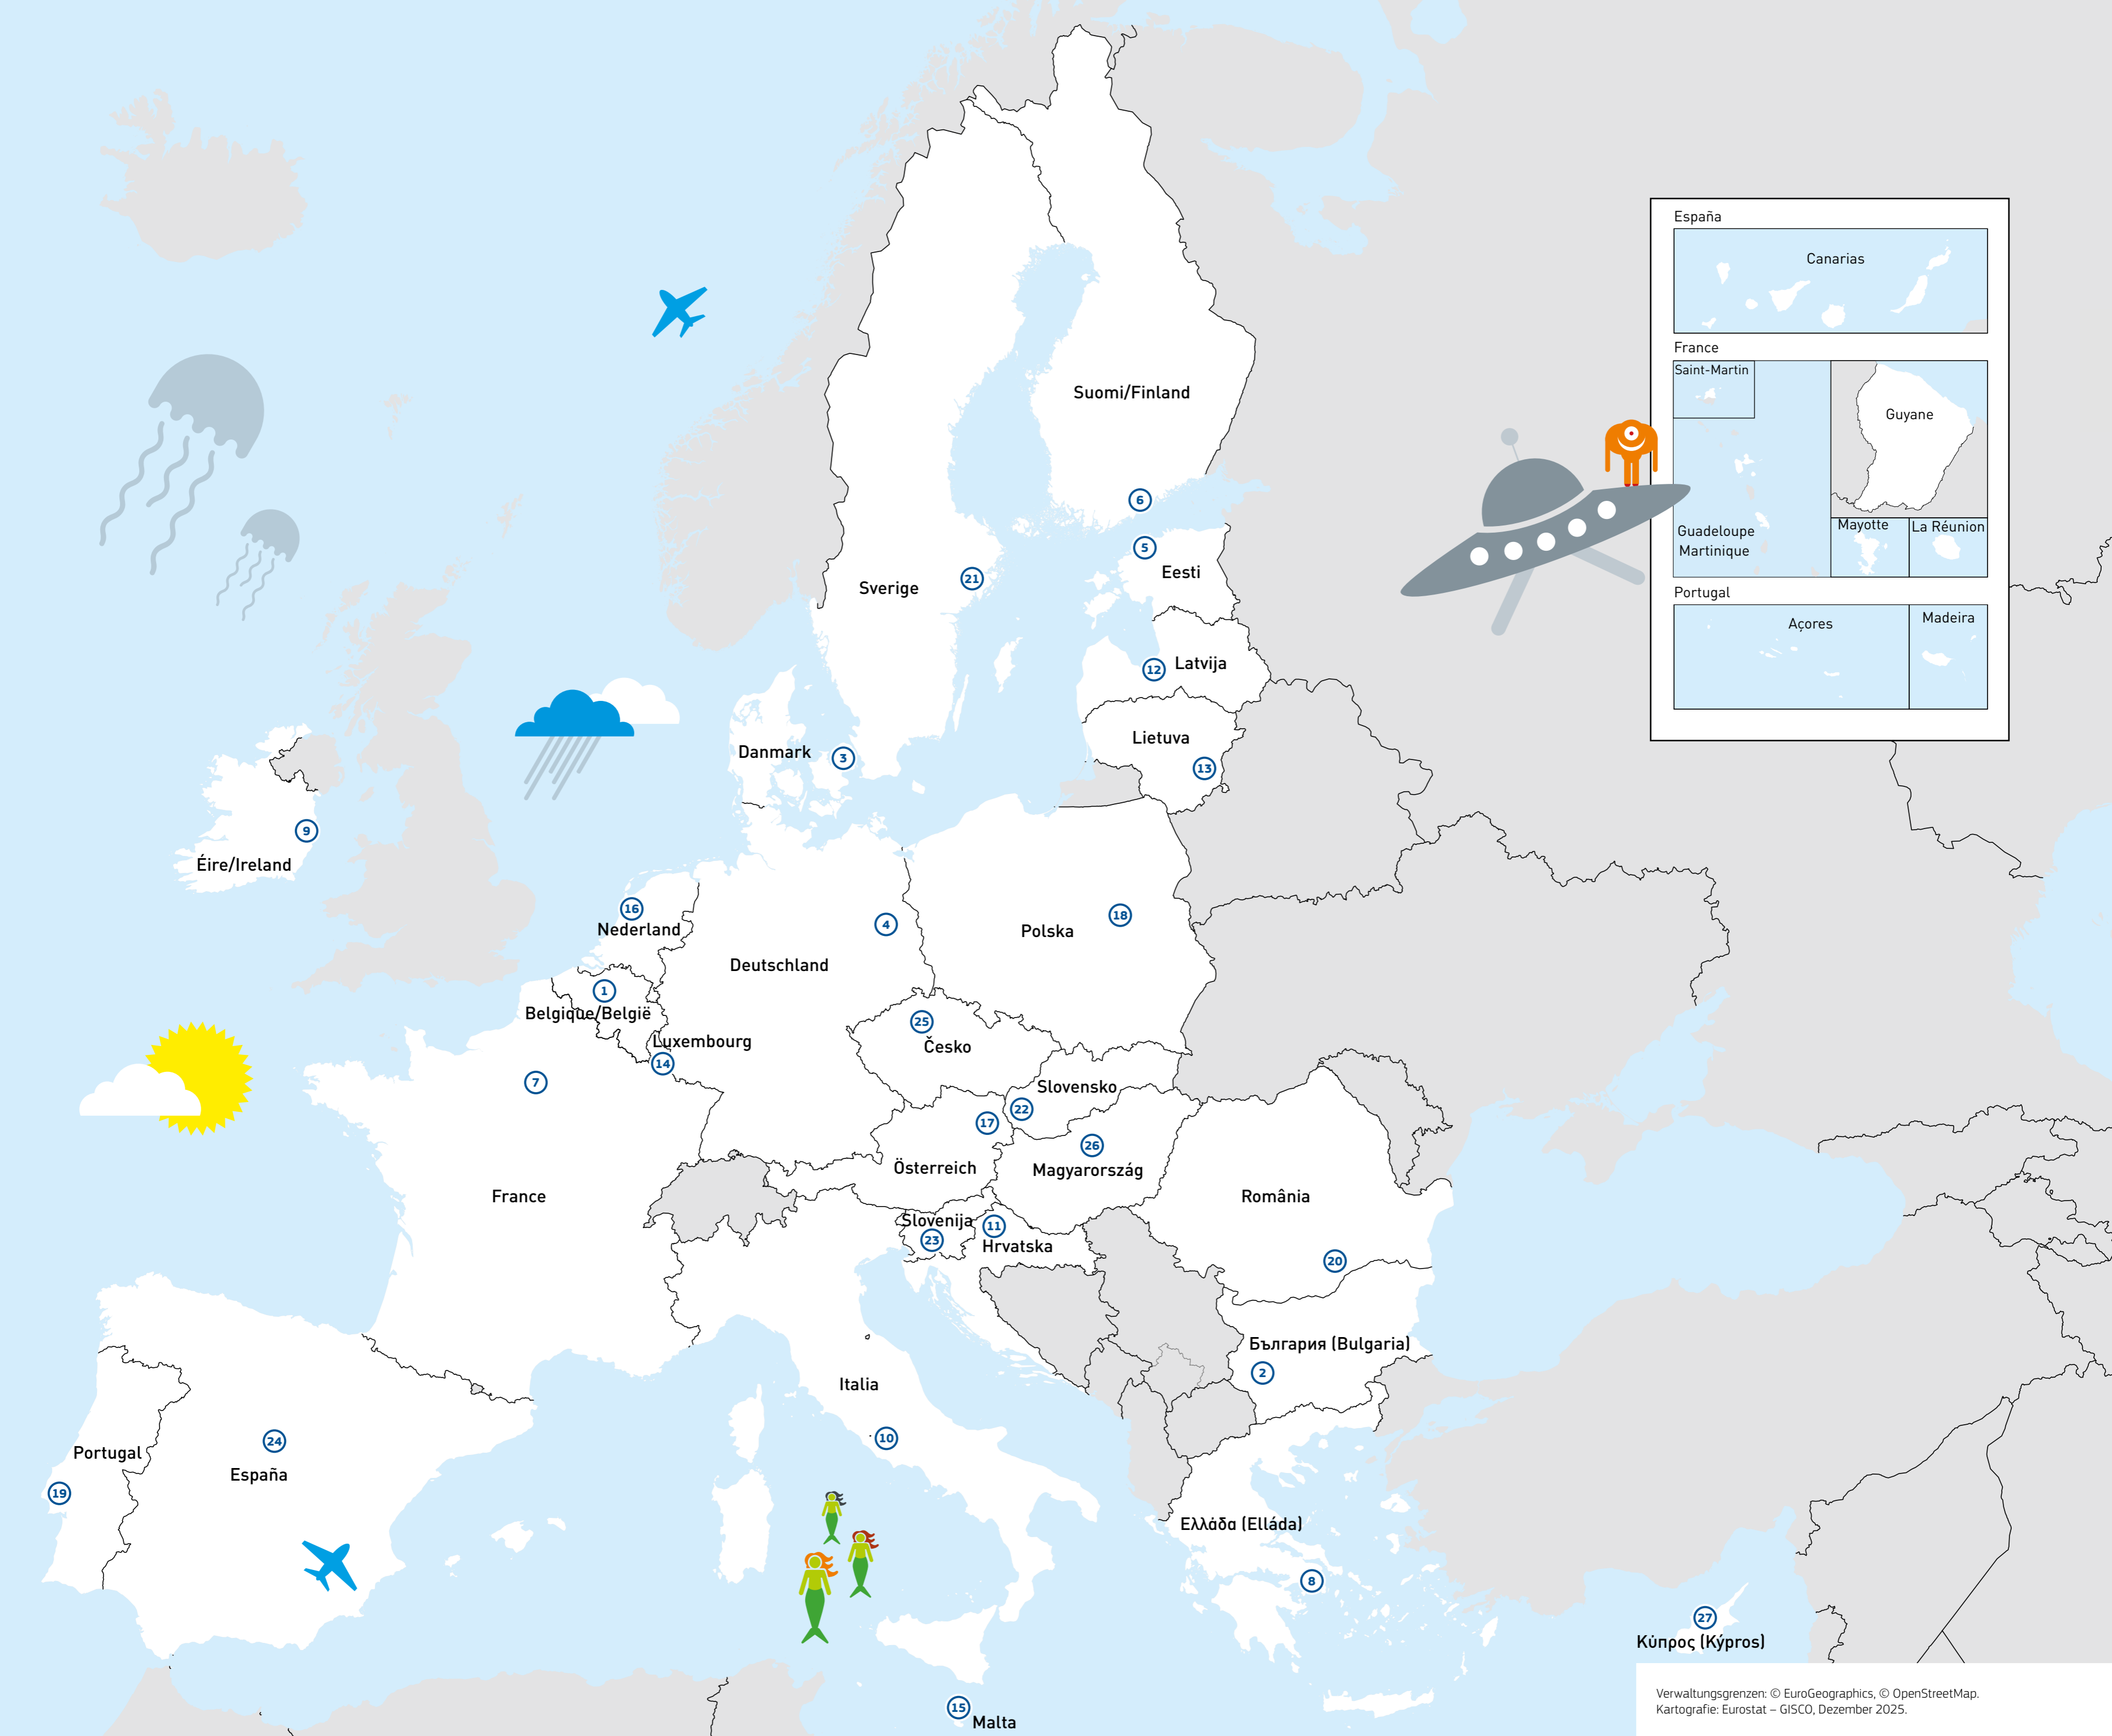 España
Canarias
France
Saint-Martin
Guyane
Guadeloupe
Martinique
Mayotte
La Réunion
Portugal
Açores
Madeira
Suomi/Finland
6
5
Eesti
21
Sverige
12
Latvija
Lietuva
13
Danmark
3
9
Éire/Ireland
16
Nederland
4
18
Polska
Deutschland
1
Belgique/België
25
Česko
Luxembourg
14
7
Slovensko
22
17
26
Österreich
Magyarország
France
România
Slovenija
11
23
Hrvatska
20
България (Bulgaria)
2
Italia
10
24
Portugal
España
19
Ελλάδα (Elláda)
8
27
Κύπρος (Kýpros)
15
Malta
Verwaltungsgrenzen: © EuroGeographics, © OpenStreetMap.
Kartografie: Eurostat – GISCO, Dezember 2025.